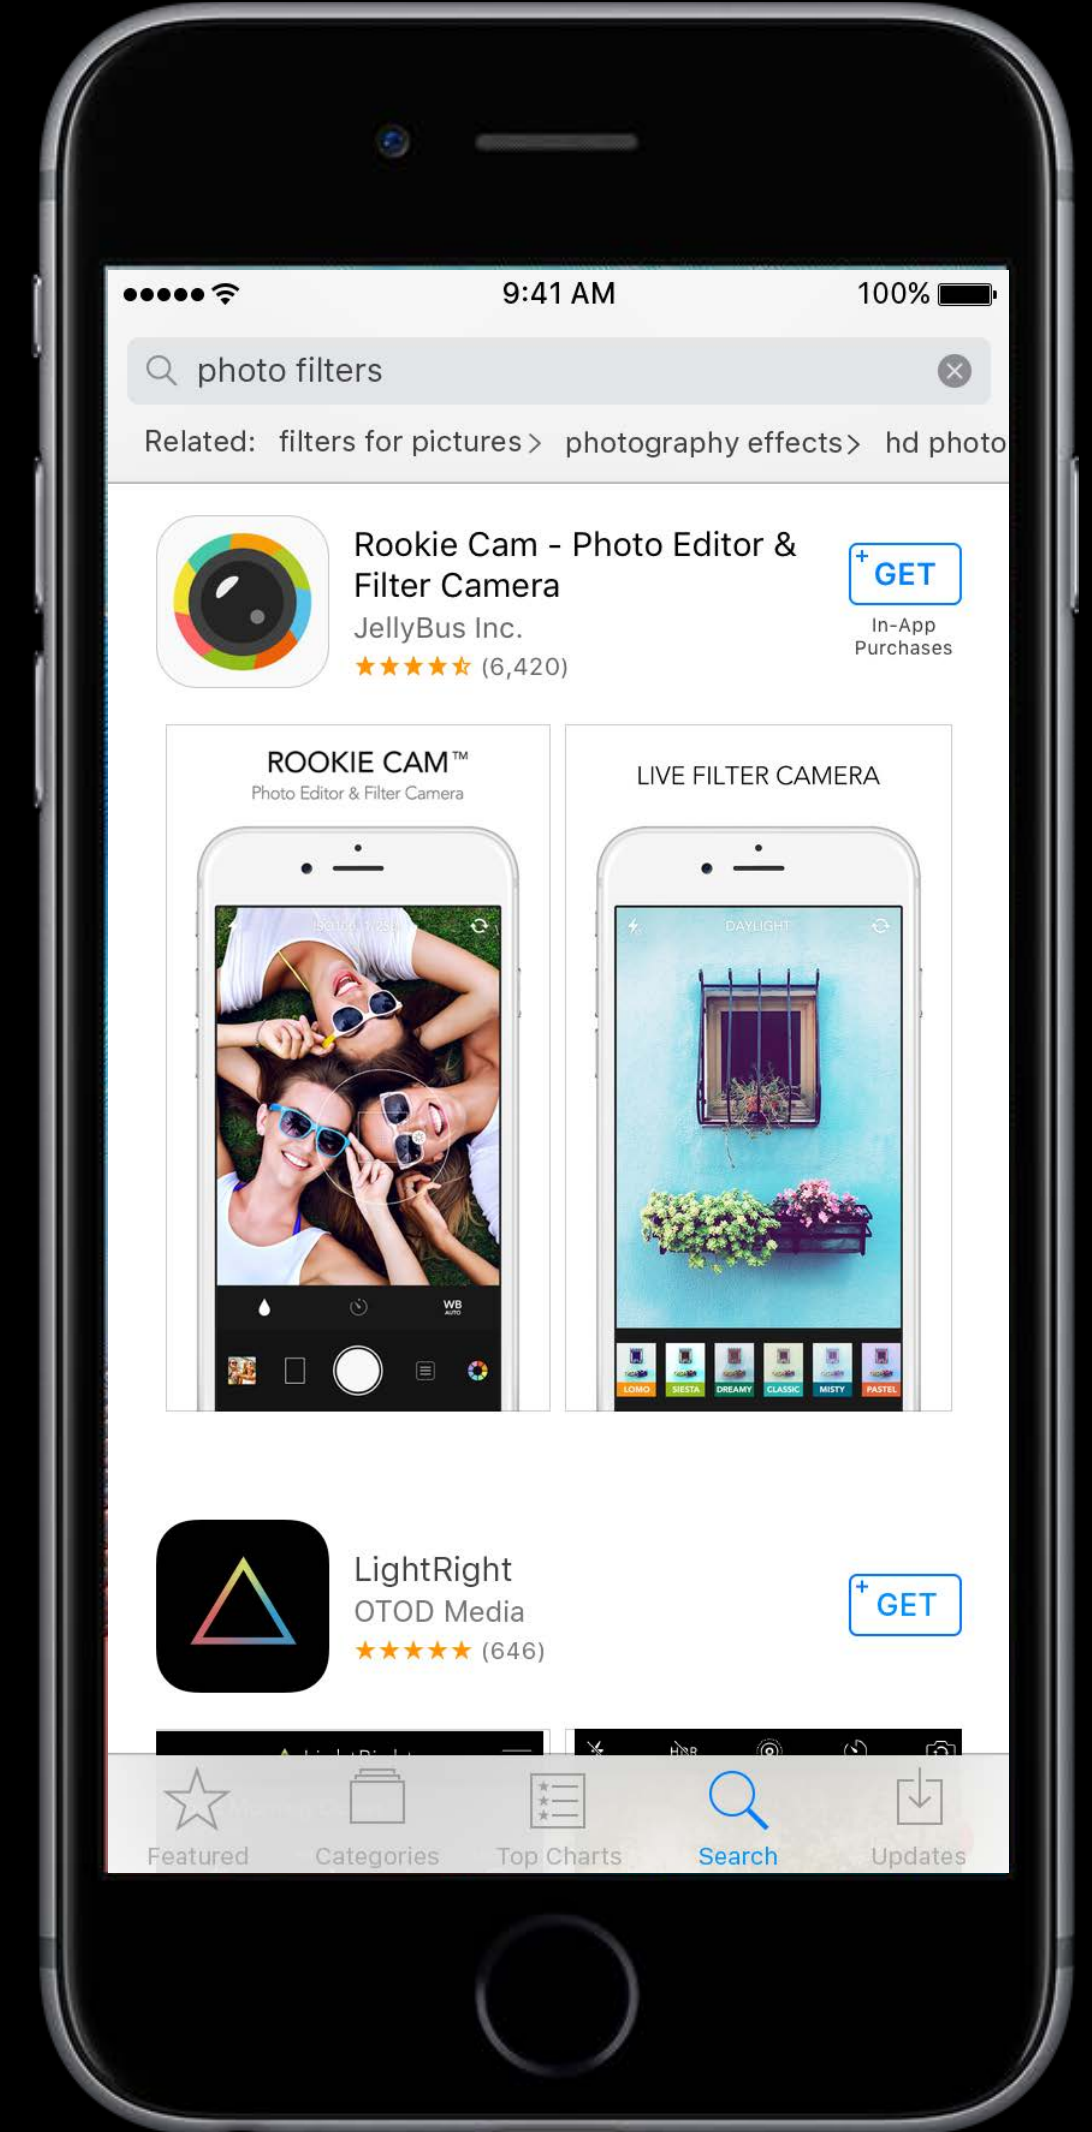 9:41 AM
100%
photo filters
Related: filters for pictures > photography effects > hd photo
Rookie Cam - Photo Editor &
Filter Camera
JellyBus Inc.
(6,420)
+ GET
In-App
Purchases
ROOKIE CAM™
Photo Editor & Filter Camera
WB
AUTO
LIVE FILTER CAMERA
DAYLIGHT
LOMO SIESTA DREAMY CLASSIC MISTY PASTEL
LightRight
OTOD Media
(646)
+ GET
Featured Categories Top Charts Search Updates